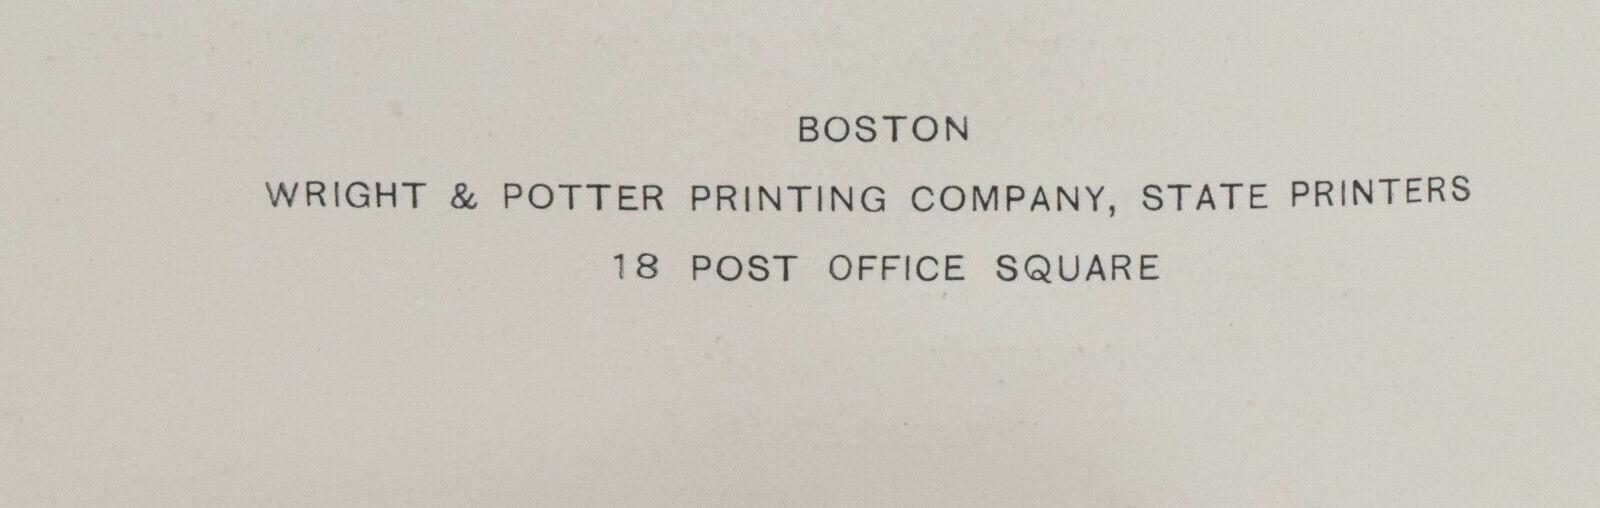 BOSTON
WRIGHT & POTTER PRINTING COMPANY, STATE PRINTERS
18 POST OFFICE SQUARE